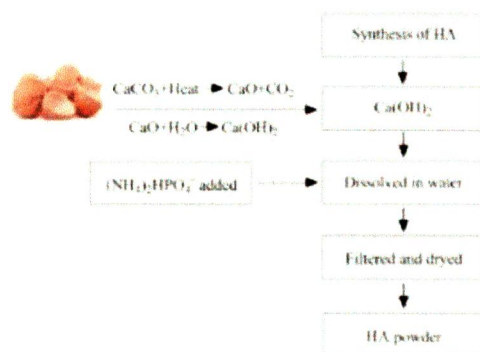 Synthesis of HA
CaCO₃+Heat → CaO+CO₂
CaO+H₂O → Ca(OH)₂
Ca(OH)₂
(NH₄)₂HPO₄⁻ added
Dissolved in water
Filtered and dryed
HA powder